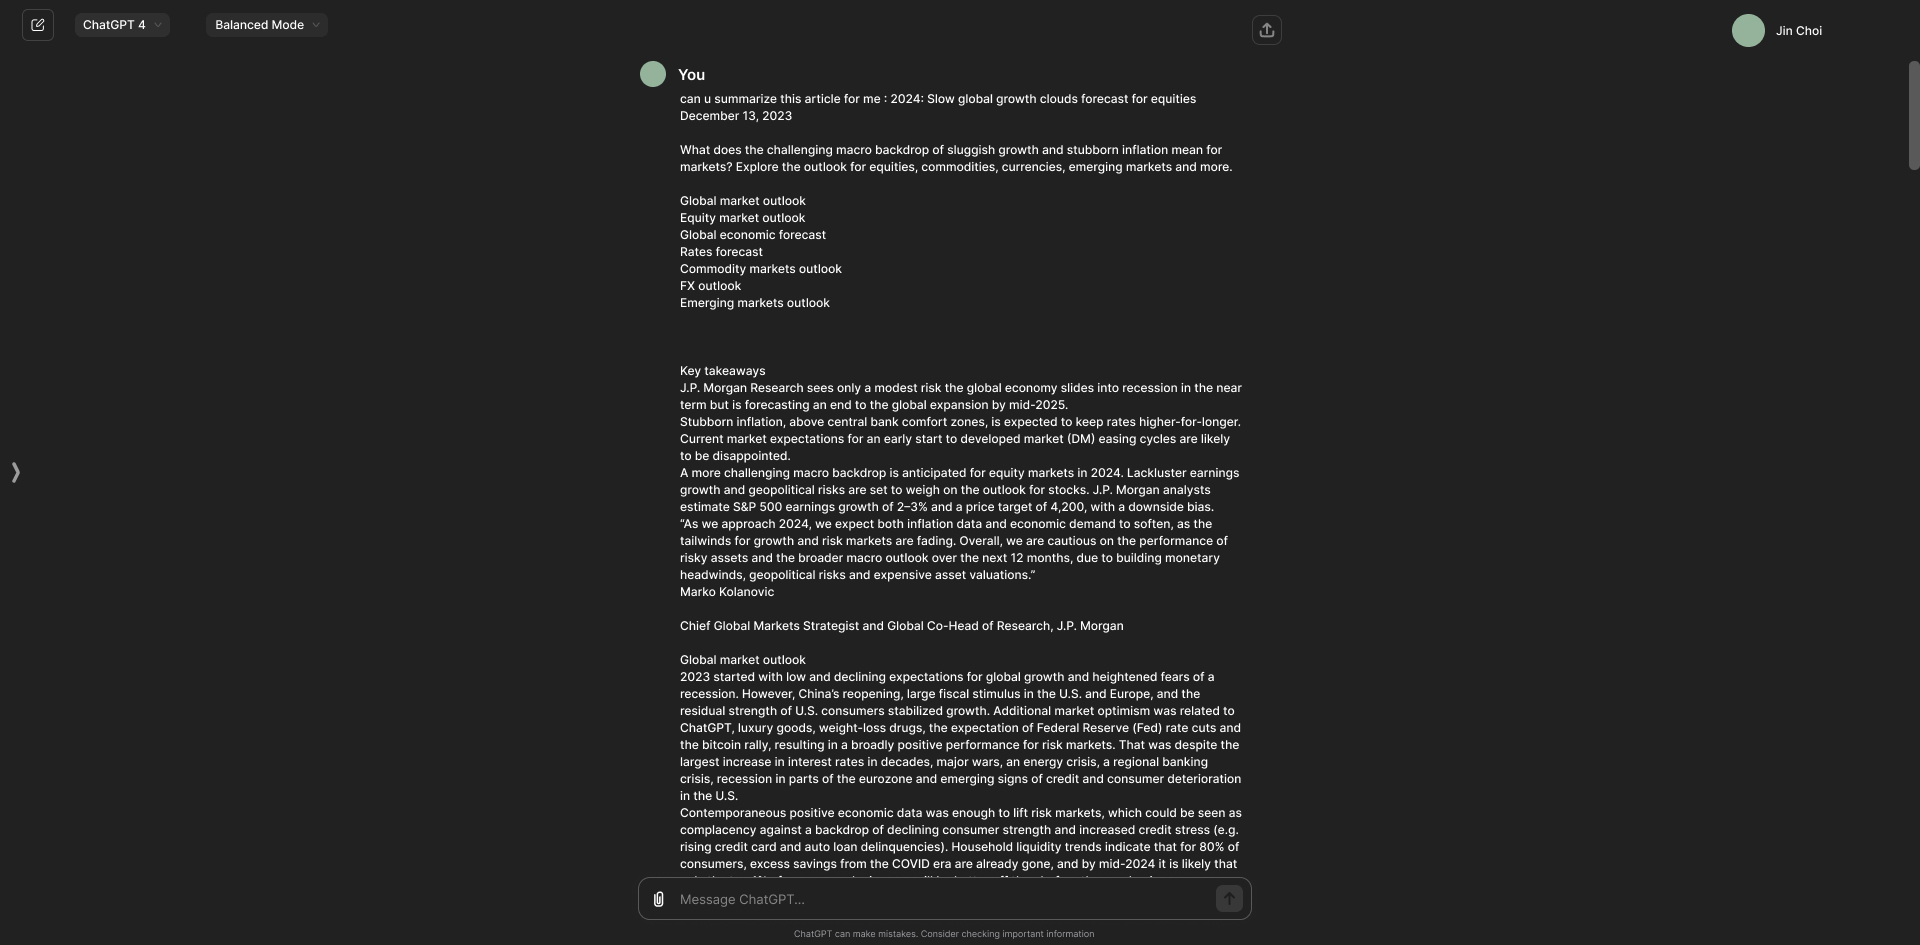 ChatGPT 4
Balanced Mode
Jin Choi
You
can u summarize this article for me : 2024: Slow global growth clouds forecast for equities
December 13, 2023
What does the challenging macro backdrop of sluggish growth and stubborn inflation mean for
markets? Explore the outlook for equities, commodities, currencies, emerging markets and more.
Global market outlook
Equity market outlook
Global economic forecast
Rates forecast
Commodity markets outlook
FX outlook
Emerging markets outlook
Key takeaways
J.P. Morgan Research sees only a modest risk the global economy slides into recession in the near
term but is forecasting an end to the global expansion by mid-2025.
Stubborn inflation, above central bank comfort zones, is expected to keep rates higher-for-longer.
Current market expectations for an early start to developed market (DM) easing cycles are likely
to be disappointed.
A more challenging macro backdrop is anticipated for equity markets in 2024. Lackluster earnings
growth and geopolitical risks are set to weigh on the outlook for stocks. J.P. Morgan analysts
estimate S&P 500 earnings growth of 2–3% and a price target of 4,200, with a downside bias.
“As we approach 2024, we expect both inflation data and economic demand to soften, as the
tailwinds for growth and risk markets are fading. Overall, we are cautious on the performance of
risky assets and the broader macro outlook over the next 12 months, due to building monetary
headwinds, geopolitical risks and expensive asset valuations.”
Marko Kolanovic
Chief Global Markets Strategist and Global Co-Head of Research, J.P. Morgan
Global market outlook
2023 started with low and declining expectations for global growth and heightened fears of a
recession. However, China’s reopening, large fiscal stimulus in the U.S. and Europe, and the
residual strength of U.S. consumers stabilized growth. Additional market optimism was related to
ChatGPT, luxury goods, weight-loss drugs, the expectation of Federal Reserve (Fed) rate cuts and
the bitcoin rally, resulting in a broadly positive performance for risk markets. That was despite the
largest increase in interest rates in decades, major wars, an energy crisis, a regional banking
crisis, recession in parts of the eurozone and emerging signs of credit and consumer deterioration
in the U.S.
Contemporaneous positive economic data was enough to lift risk markets, which could be seen as
complacency against a backdrop of declining consumer strength and increased credit stress (e.g.
rising credit card and auto loan delinquencies). Household liquidity trends indicate that for 80% of
consumers, excess savings from the COVID era are already gone, and by mid-2024 it is likely that
Message ChatGPT...
ChatGPT can make mistakes. Consider checking important information